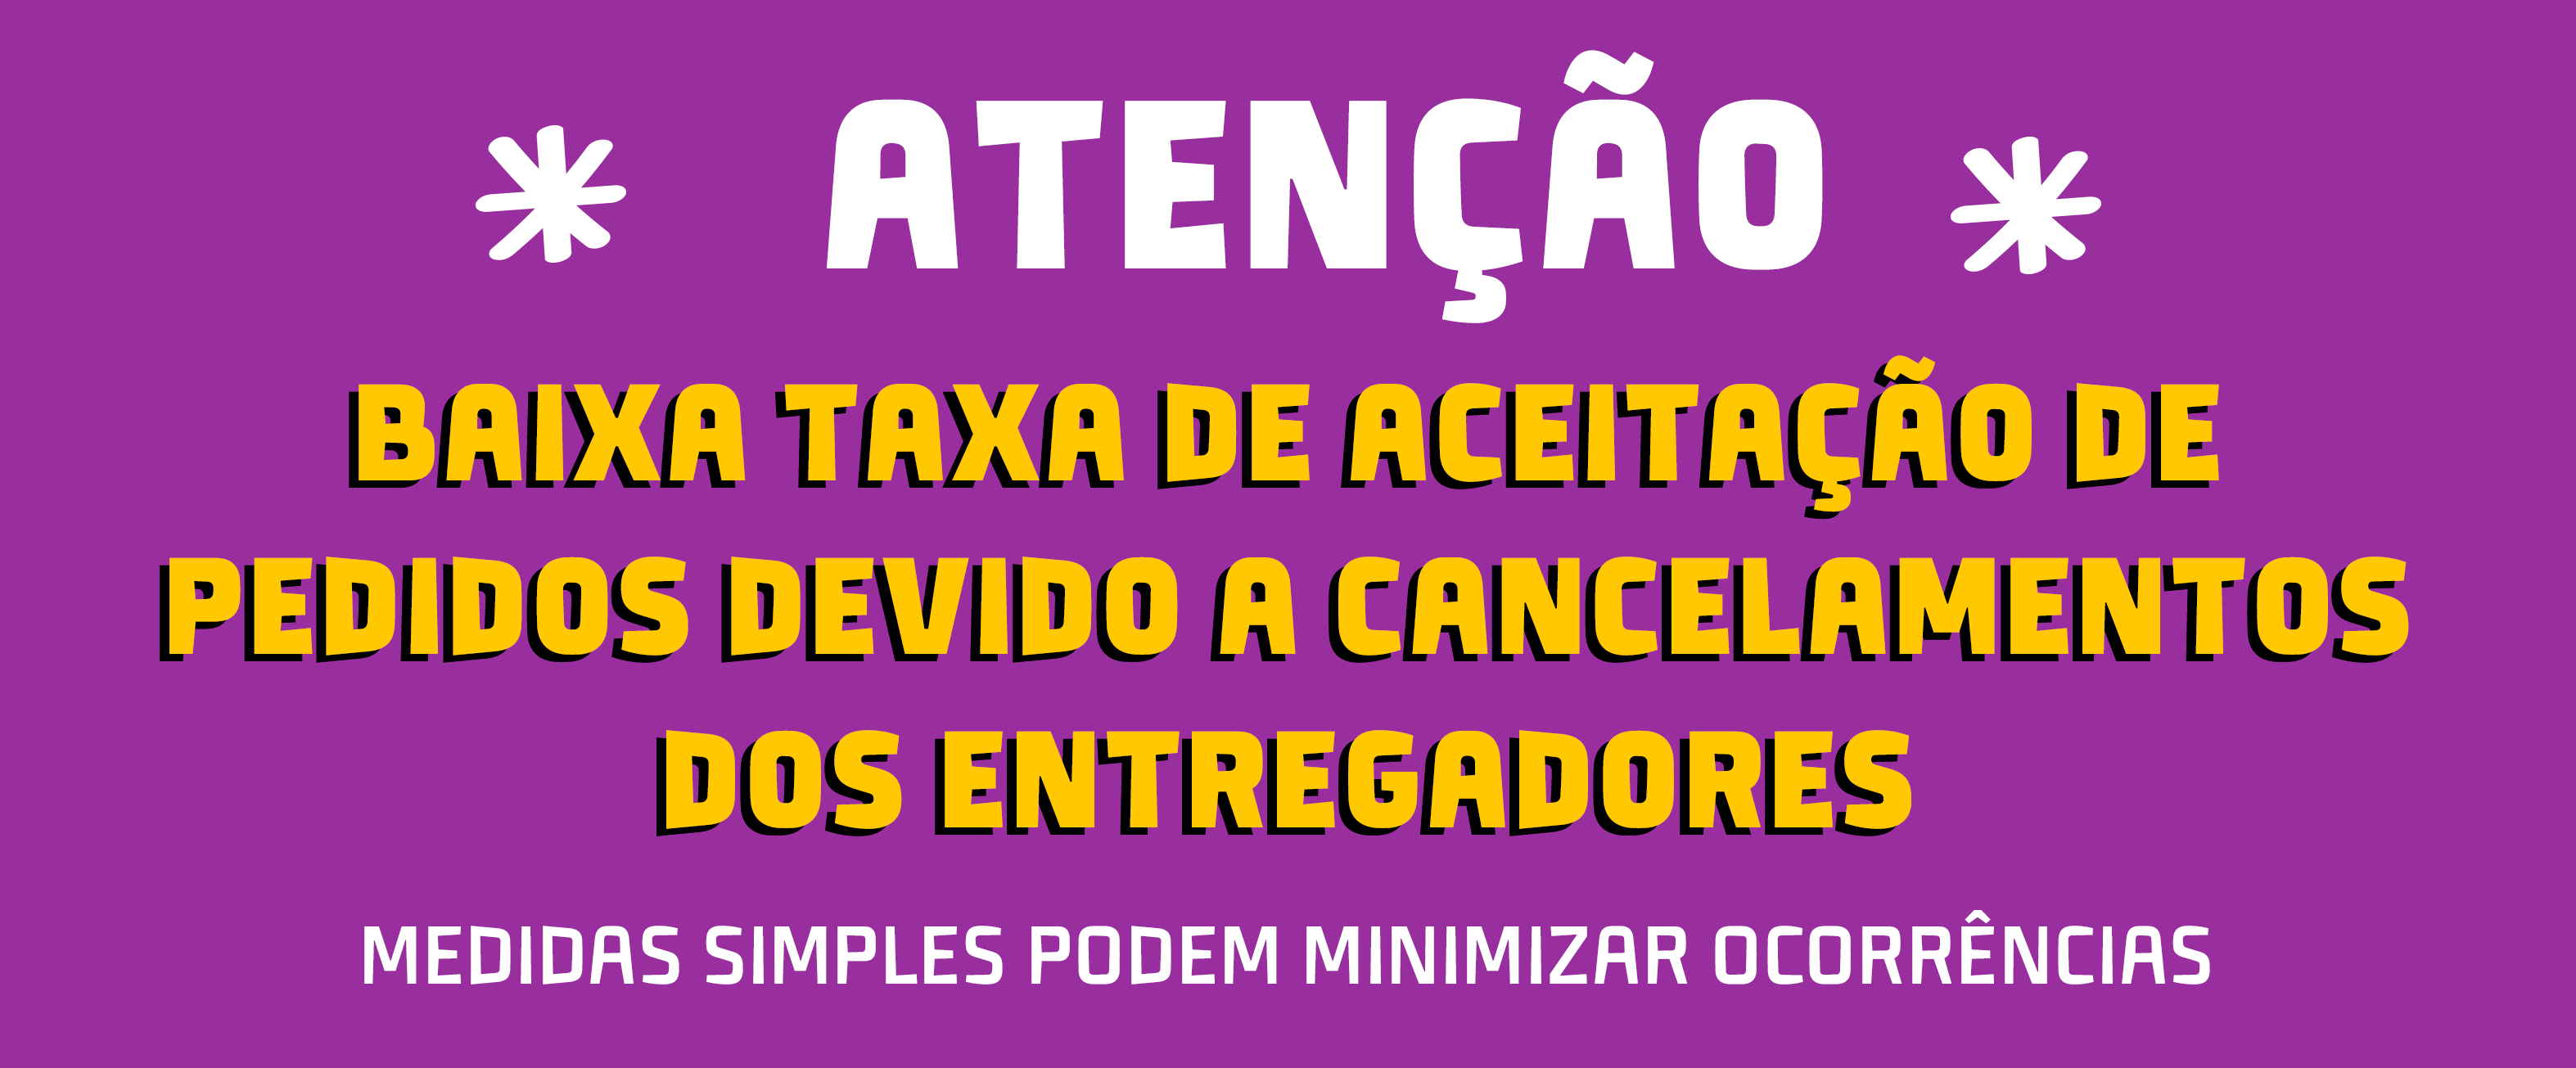 ATENÇÃO
BAIXA TAXA DE ACEITAÇÃO DE
PEDIDOS DEVIDO A CANCELAMENTOS
DOS ENTREGADORES
MEDIDAS SIMPLES PODEM MINIMIZAR OCORRÊNCIAS